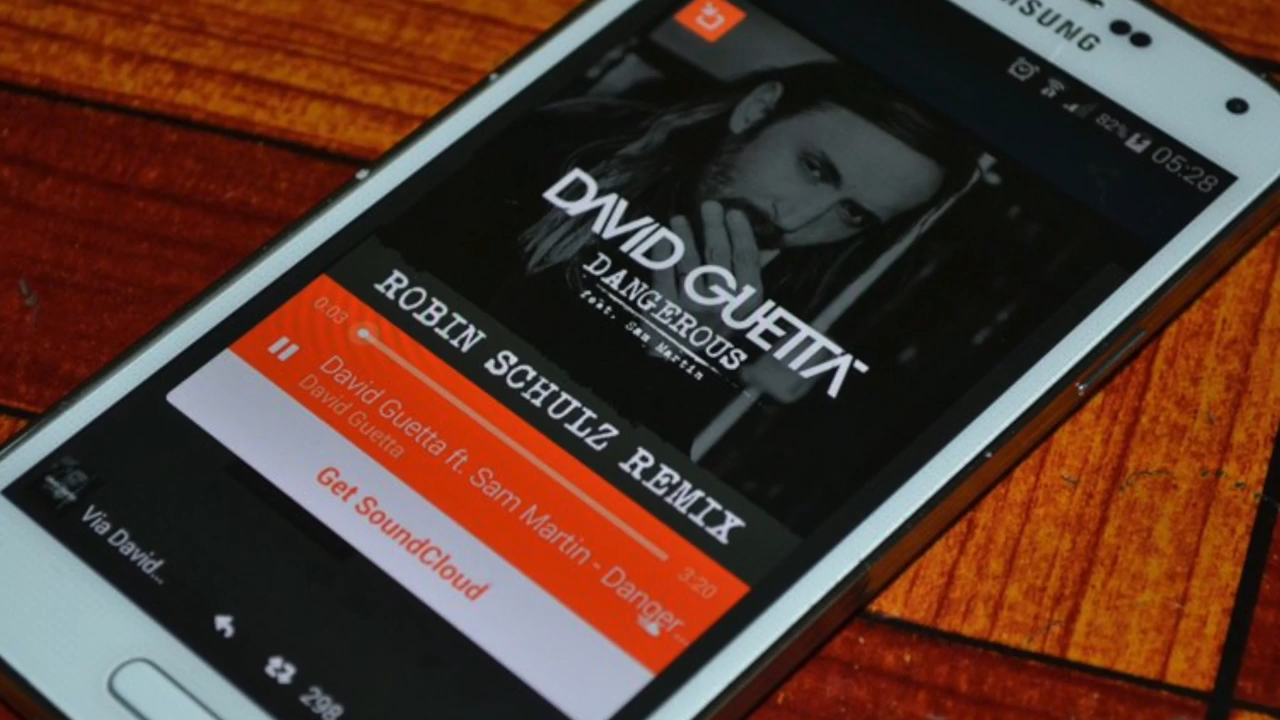 SAMSUNG
82% 05:28
DAVID GUETTA
DANGEROUS
feat. Sam Martin
ROBIN SCHULZ REMIX
0:03
3:20
David Guetta ft. Sam Martin - Danger...
David Guetta
Get SoundCloud
Via David...
298